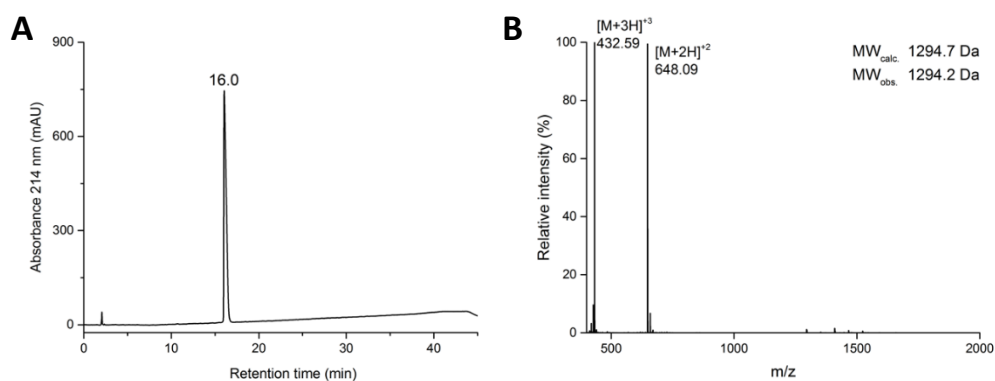 A
900
600
300
0
Absorbance 214 nm (mAU)
16.0
0
10
20
30
40
Retention time (min)
B
100
80
60
40
20
0
Relative intensity (%)
[M+3H]+3
432.59
[M+2H]+2
648.09
MWcalc. 1294.7 Da
MWobs. 1294.2 Da
500
1000
1500
2000
m/z